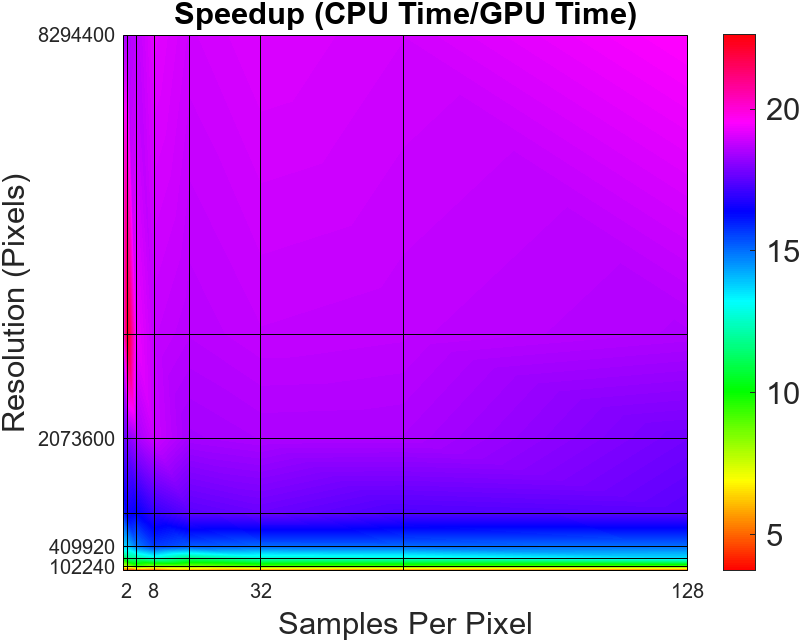 Speedup (CPU Time/GPU Time)
8294400
2073600
409920
102240
Resolution (Pixels)
2 8 32 128
Samples Per Pixel
20
15
10
5